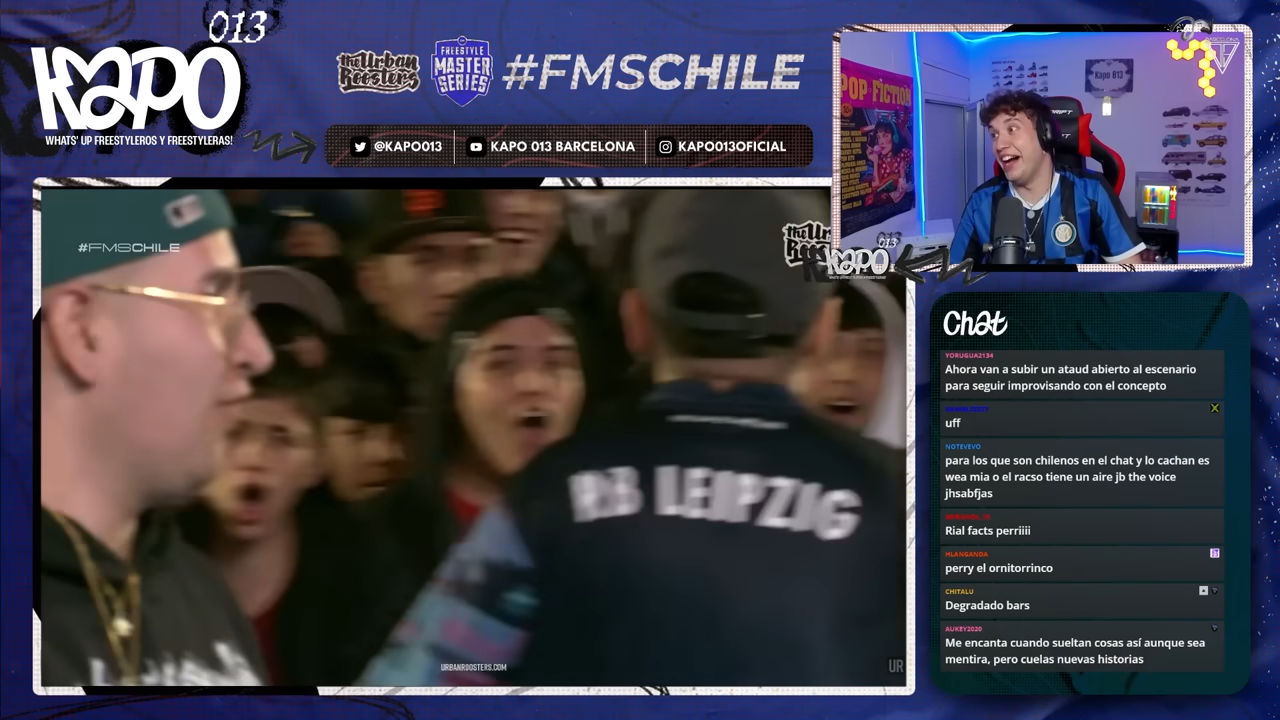 013
KAPO
WHATS' UP FREESTYLEROS Y FREESTYLERAS!
the Urban Roosters
FREESTYLE
MASTER
SERIES
#FMSCHILE
@KAPO013
KAPO 013 BARCELONA
KAPO013OFICIAL
POP FICTION
Kapo 013
#FMSCHILE
013
KAPO
RB LEIPZIG
URBANROOSTERS.COM
UR
Chat
YORUGUA2134
Ahora van a subir un ataud abierto al escenario
para seguir improvisando con el concepto
uff
NOTEVEVO
para los que son chilenos en el chat y lo cachan es
wea mia o el racso tiene un aire jb the voice
jhsabfjas
Rial facts perriiii
HLANGANDA
perry el ornitorrinco
CHITALU
Degradado bars
AUKEY2020
Me encanta cuando sueltan cosas así aunque sea
mentira, pero cuelas nuevas historias